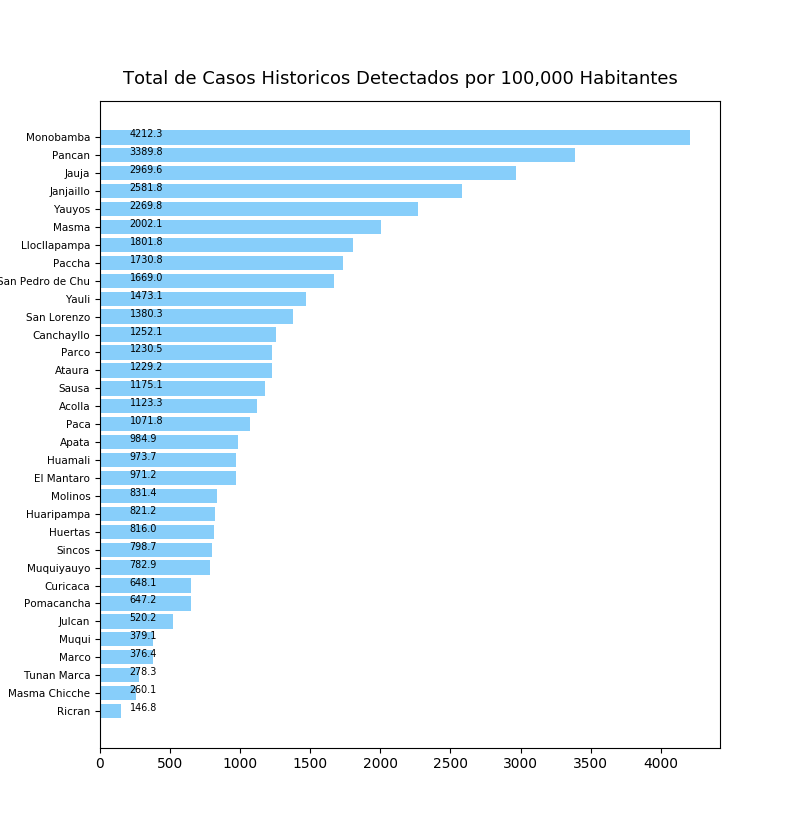 Total de Casos Historicos Detectados por 100,000 Habitantes
Monobamba 4212.3
Pancan 3389.8
Jauja 2969.6
Janjaillo 2581.8
Yauyos 2269.8
Masma 2002.1
Llocllapampa 1801.8
Paccha 1730.8
San Pedro de Chu 1669.0
Yauli 1473.1
San Lorenzo 1380.3
Canchayllo 1252.1
Parco 1230.5
Ataura 1229.2
Sausa 1175.1
Acolla 1123.3
Paca 1071.8
Apata 984.9
Huamali 973.7
El Mantaro 971.2
Molinos 831.4
Huaripampa 821.2
Huertas 816.0
Sincos 798.7
Muquiyauyo 782.9
Curicaca 648.1
Pomacancha 647.2
Julcan 520.2
Muqui 379.1
Marco 376.4
Tunan Marca 278.3
Masma Chicche 260.1
Ricran 146.8
0 500 1000 1500 2000 2500 3000 3500 4000